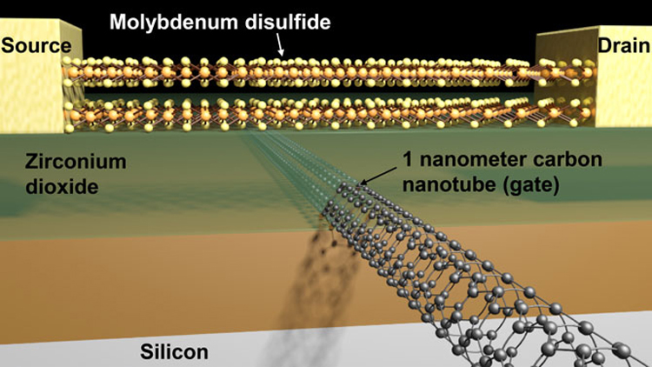 Molybdenum disulfide
Source
Drain
Zirconium
dioxide
1 nanometer carbon
nanotube (gate)
Silicon